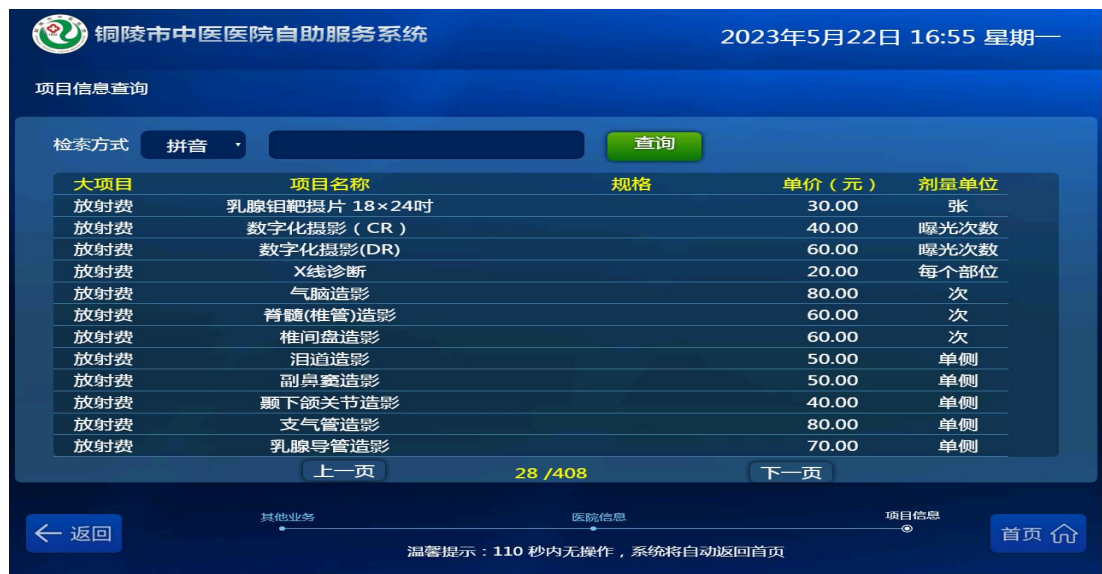 铜陵市中医医院自助服务系统 2023年5月22日 16:55 星期一
项目信息查询
检索方式 拼音 查询
大项目 项目名称 规格 单价（元） 剂量单位
放射费 乳腺钼靶摄片 18×24吋 30.00 张
放射费 数字化摄影（CR） 40.00 曝光次数
放射费 数字化摄影(DR) 60.00 曝光次数
放射费 X线诊断 20.00 每个部位
放射费 气脑造影 80.00 次
放射费 脊髓(椎管)造影 60.00 次
放射费 椎间盘造影 60.00 次
放射费 泪道造影 50.00 单侧
放射费 副鼻窦造影 50.00 单侧
放射费 颞下颌关节造影 40.00 单侧
放射费 支气管造影 80.00 单侧
放射费 乳腺导管造影 70.00 单侧
上一页 28 /408 下一页
返回 其他业务 医院信息 项目信息 首页
温馨提示：110 秒内无操作，系统将自动返回首页